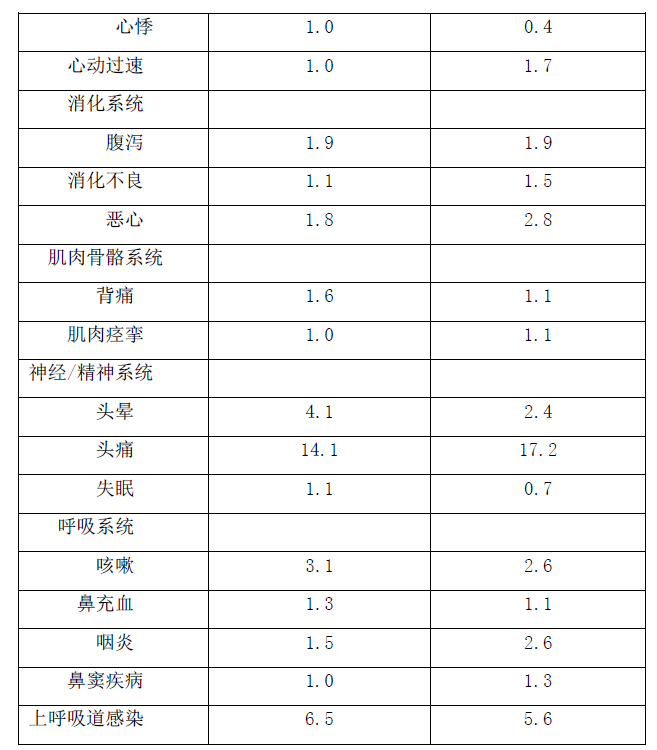 心悸 1.0 0.4
心动过速 1.0 1.7
消化系统
腹泻 1.9 1.9
消化不良 1.1 1.5
恶心 1.8 2.8
肌肉骨骼系统
背痛 1.6 1.1
肌肉痉挛 1.0 1.1
神经/精神系统
头晕 4.1 2.4
头痛 14.1 17.2
失眠 1.1 0.7
呼吸系统
咳嗽 3.1 2.6
鼻充血 1.3 1.1
咽炎 1.5 2.6
鼻窦疾病 1.0 1.3
上呼吸道感染 6.5 5.6